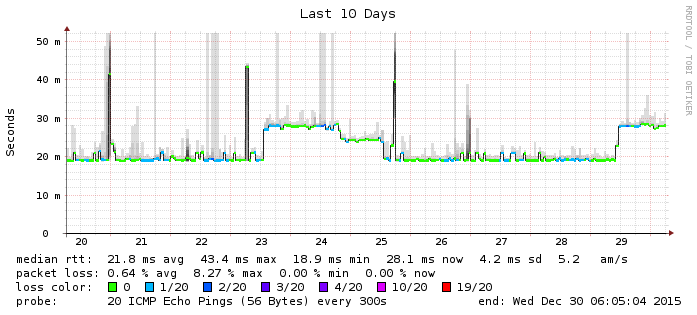 Last 10 Days
RRDTOOL / TOBI OETIKER
Seconds
50 m
40 m
30 m
20 m
10 m
0
20 21 22 23 24 25 26 27 28 29
median rtt: 21.8 ms avg 43.4 ms max 18.9 ms min 28.1 ms now 4.2 ms sd 5.2 am/s
packet loss: 0.64 % avg 8.27 % max 0.00 % min 0.00 % now
loss color: 0 1/20 2/20 3/20 4/20 10/20 19/20
probe: 20 ICMP Echo Pings (56 Bytes) every 300s end: Wed Dec 30 06:05:04 2015